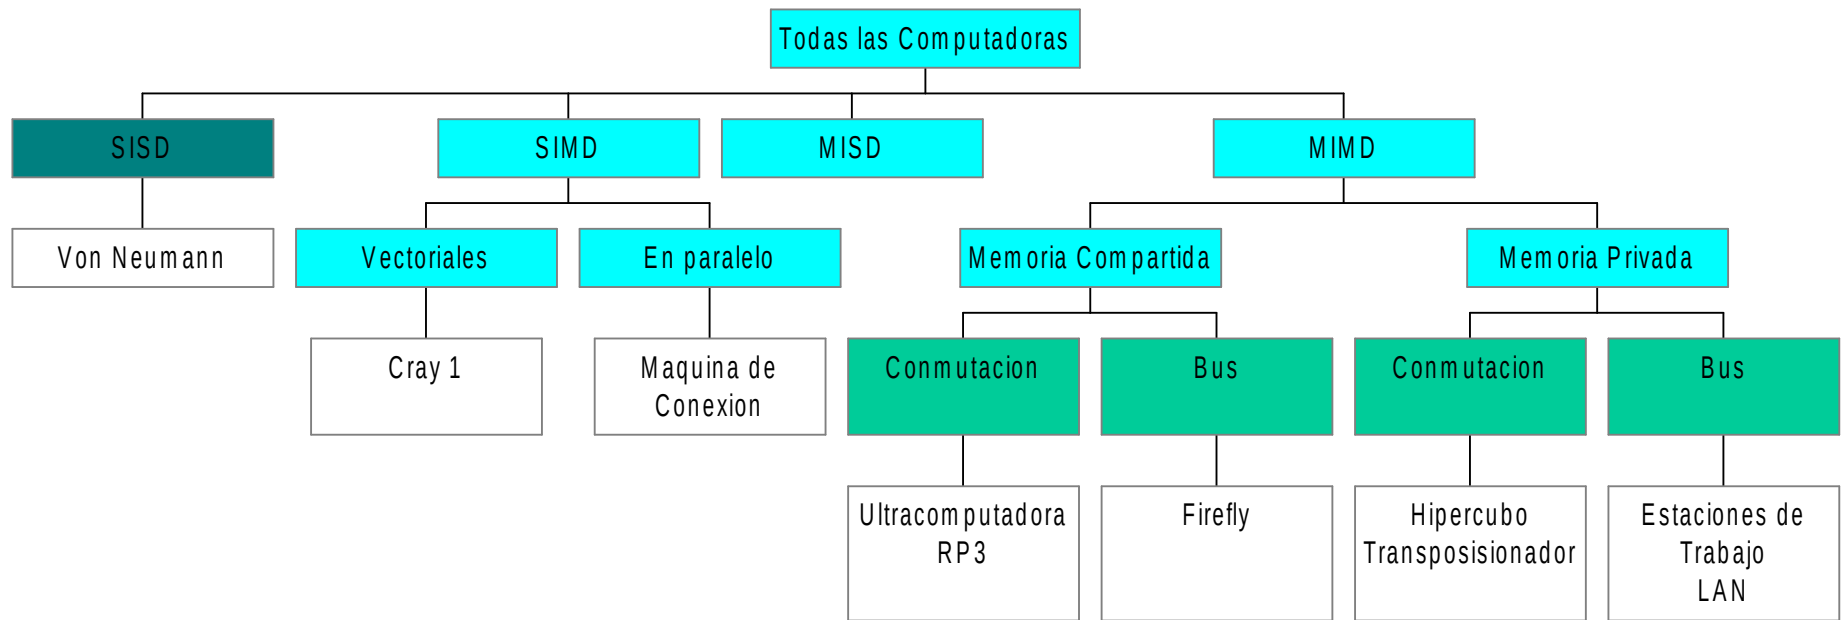 Todas las Computadoras
SISD
SIMD
MISD
MIMD
Von Neumann
Vectoriales
En paralelo
Memoria Compartida
Memoria Privada
Cray 1
Maquina de
Conexion
Conmutacion
Bus
Conmutacion
Bus
Ultracomputadora
RP3
Firefly
Hipercubo
Transposisionador
Estaciones de
Trabajo
LAN